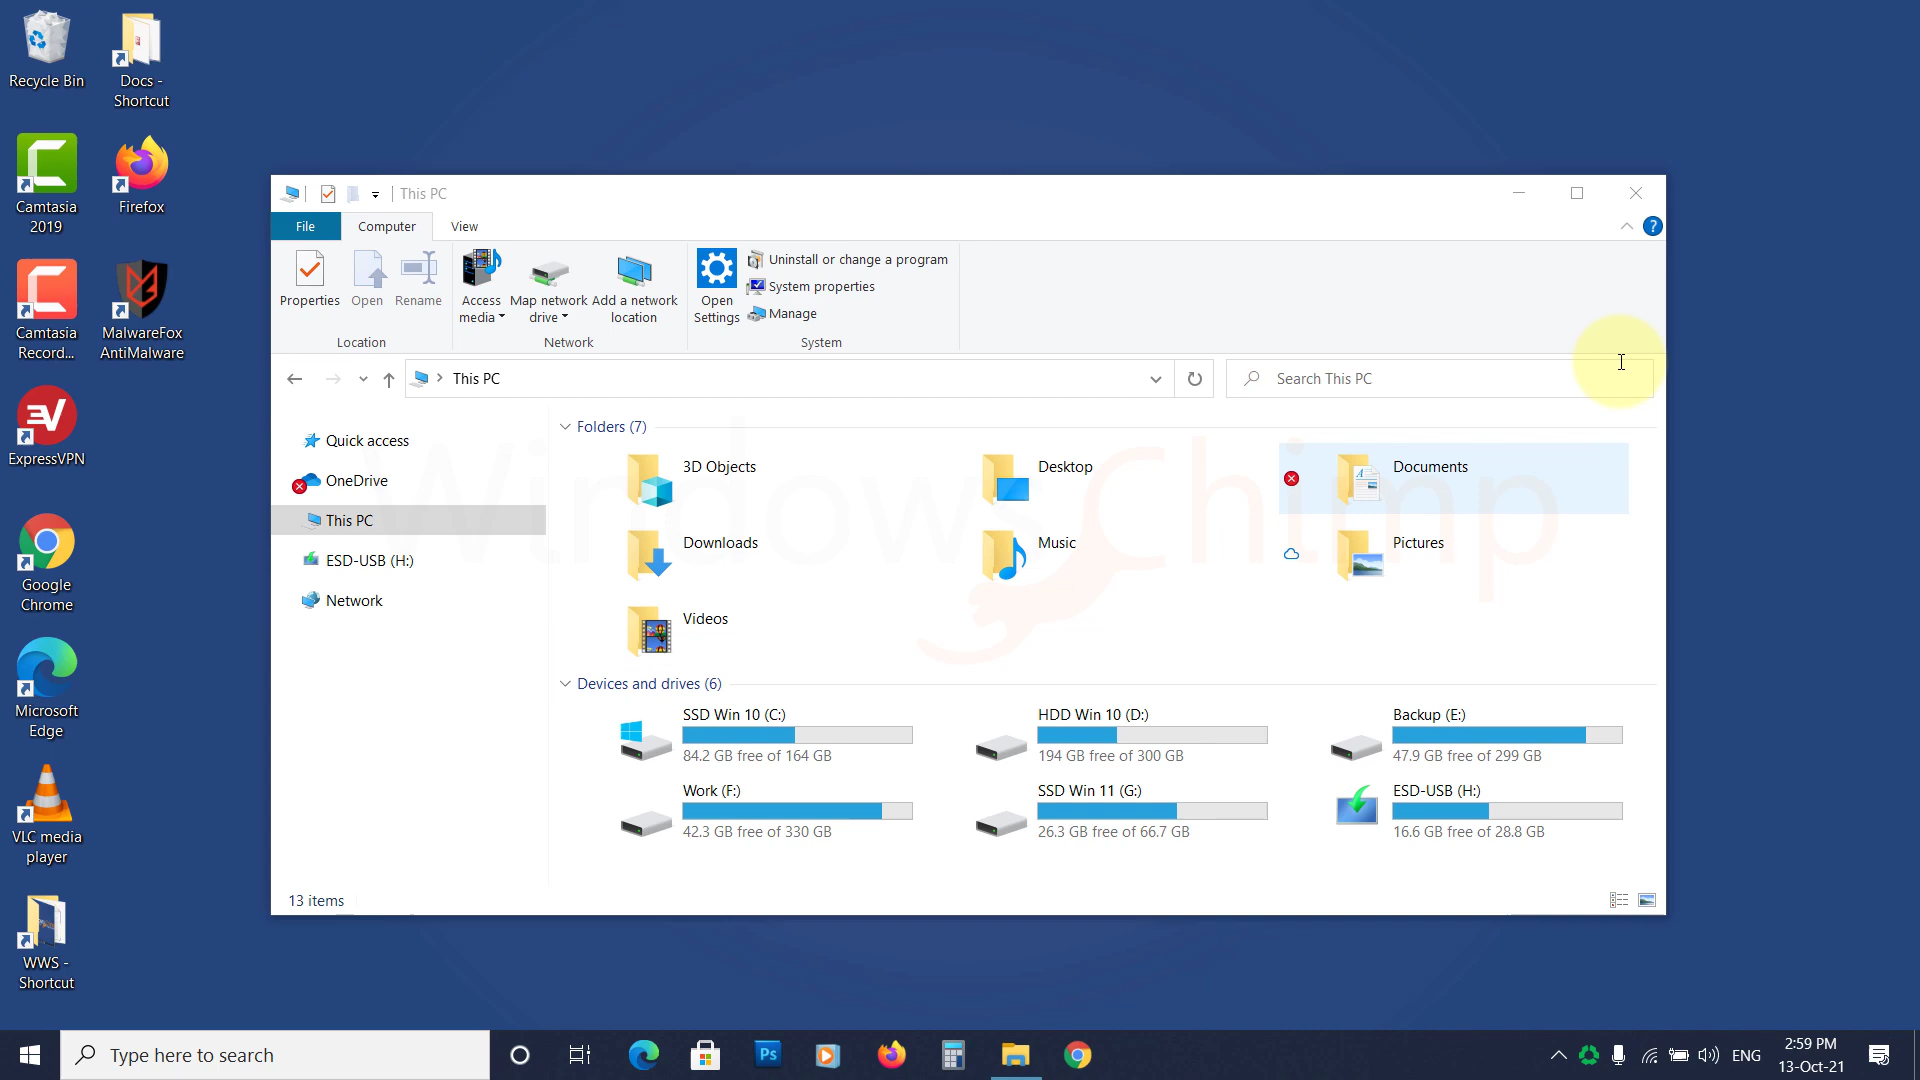 Recycle Bin
Docs -
Shortcut
Camtasia
2019
Firefox
Camtasia
Record...
MalwareFox
AntiMalware
ExpressVPN
Google
Chrome
Microsoft
Edge
VLC media
player
WWS -
Shortcut
This PC
File
Computer
View
Properties
Open
Rename
Access
media
Map network
drive
Add a network
location
Open
Settings
Uninstall or change a program
System properties
Manage
Location
Network
System
This PC
Search This PC
Quick access
OneDrive
This PC
ESD-USB (H:)
Network
Folders (7)
3D Objects
Desktop
Documents
Downloads
Music
Pictures
Videos
WindowsChimp
Devices and drives (6)
SSD Win 10 (C:)
84.2 GB free of 164 GB
HDD Win 10 (D:)
194 GB free of 300 GB
Backup (E:)
47.9 GB free of 299 GB
Work (F:)
42.3 GB free of 330 GB
SSD Win 11 (G:)
26.3 GB free of 66.7 GB
ESD-USB (H:)
16.6 GB free of 28.8 GB
13 items
Type here to search
Ps
ENG
2:59 PM
13-Oct-21